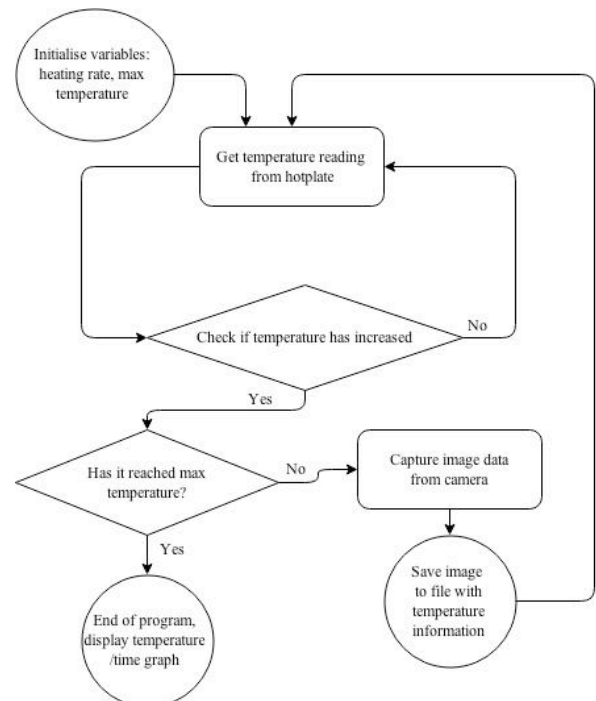 Initialise variables:
heating rate, max
temperature
Get temperature reading
from hotplate
Check if temperature has increased
No
Yes
Has it reached max
temperature?
No
Capture image data
from camera
Yes
Save image
to file with
temperature
information
End of program,
display temperature
/time graph